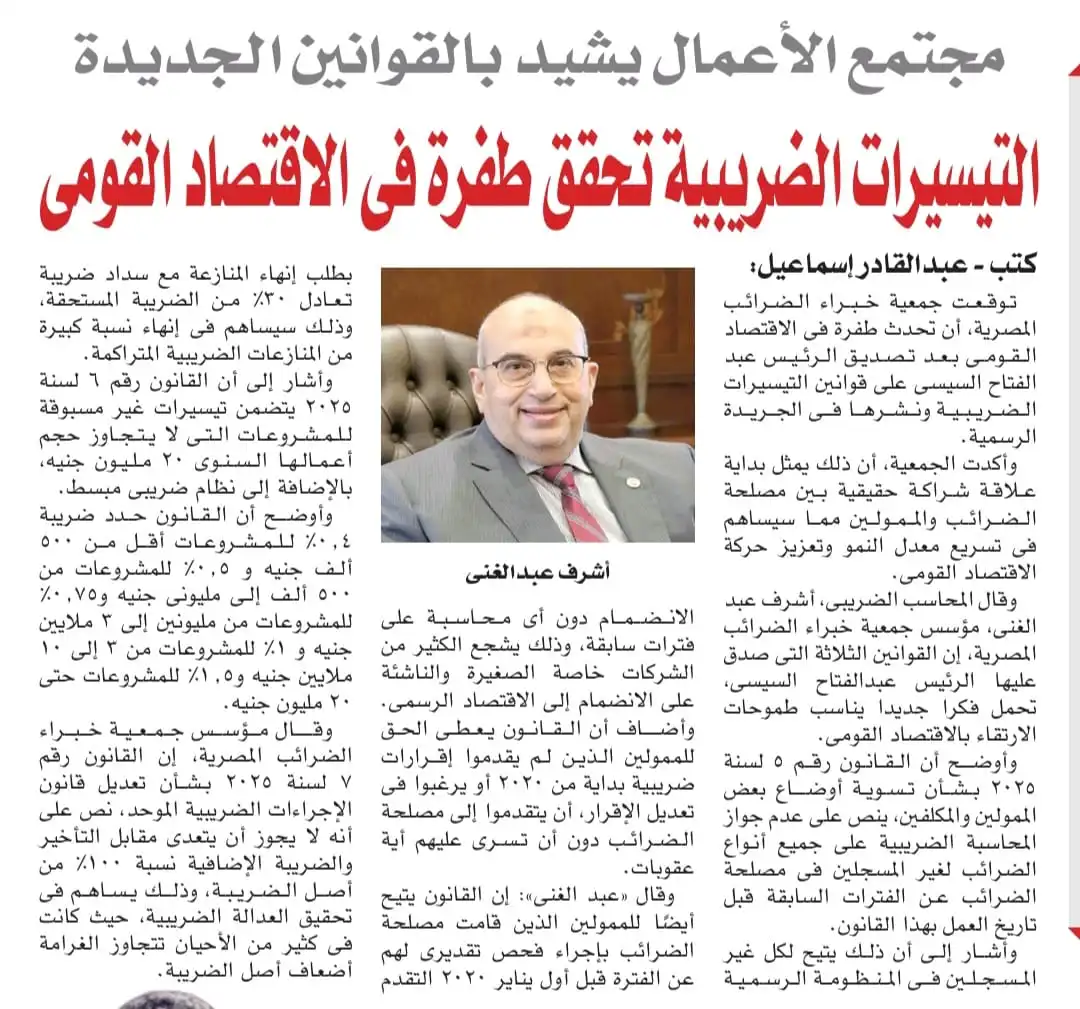 مجتمع الأعمال يشيد بالقوانين الجديدة
التيسيرات الضريبية تحقق طفرة فى الاقتصاد القومى
كتب - عبدالقادر إسماعيل:
توقعت جمعية خبراء الضرائب
المصرية، أن تحدث طفرة فى الاقتصاد
القومى بعد تصديق الرئيس عبد
الفتاح السيسى على قوانين التيسيرات
الضريبية ونشرها فى الجريدة
الرسمية.
وأكدت الجمعية، أن ذلك يمثل بداية
علاقة شراكة حقيقية بين مصلحة
الضرائب والممولين مما سيساهم
فى تسريع معدل النمو وتعزيز حركة
الاقتصاد القومى.
وقال المحاسب الضريبى، أشرف عبد
الغنى، مؤسس جمعية خبراء الضرائب
المصرية، إن القوانين الثلاثة التى صدق
عليها الرئيس عبدالفتاح السيسى،
تحمل فكرا جديدا يناسب طموحات
الارتقاء بالاقتصاد القومى.
وأوضح أن القانون رقم ٥ لسنة
٢٠٢٥ بشأن تسوية أوضاع بعض
الممولين والمكلفين، ينص على عدم جواز
المحاسبة الضريبية على جميع أنواع
الضرائب لغير المسجلين فى مصلحة
الضرائب عن الفترات السابقة قبل
تاريخ العمل بهذا القانون.
وأشار إلى أن ذلك يتيح لكل غير
المسجلين فى المنظومة الرسمية
أشرف عبدالغنى
الانضمام دون أى محاسبة على
فترات سابقة، وذلك يشجع الكثير من
الشركات خاصة الصغيرة والناشئة
على الانضمام إلى الاقتصاد الرسمى.
وأضاف أن القانون يعطى الحق
للممولين الذين لم يقدموا إقرارات
ضريبية بداية من ٢٠٢٠ أو يرغبوا فى
تعديل الإقرار، أن يتقدموا إلى مصلحة
الضرائب دون أن تسرى عليهم أية
عقوبات.
وقال «عبد الغنى»: إن القانون يتيح
أيضًا للممولين الذين قامت مصلحة
الضرائب بإجراء فحص تقديرى لهم
عن الفترة قبل أول يناير ٢٠٢٠ التقدم
بطلب إنهاء المنازعة مع سداد ضريبة
تعادل ٣٠٪ من الضريبة المستحقة،
وذلك سيساهم فى إنهاء نسبة كبيرة
من المنازعات الضريبية المتراكمة.
وأشار إلى أن القانون رقم ٦ لسنة
٢٠٢٥ يتضمن تيسيرات غير مسبوقة
للمشروعات التى لا يتجاوز حجم
أعمالها السنوى ٢٠ مليون جنيه،
بالإضافة إلى نظام ضريبى مبسط.
وأوضح أن القانون حدد ضريبة
٠,٤٪ للمشروعات أقل من ٥٠٠
ألف جنيه و ٠,٥٪ للمشروعات من
٥٠٠ ألف إلى مليونى جنيه و٠,٧٥٪
للمشروعات من مليونين إلى ٣ ملايين
جنيه و ١٪ للمشروعات من ٣ إلى ١٠
ملايين جنيه و١,٥٪ للمشروعات حتى
٢٠ مليون جنيه.
وقال مؤسس جمعية خبراء
الضرائب المصرية، إن القانون رقم
٧ لسنة ٢٠٢٥ بشأن تعديل قانون
الإجراءات الضريبية الموحد، نص على
أنه لا يجوز أن يتعدى مقابل التأخير
والضريبة الإضافية نسبة ١٠٠٪ من
أصل الضريبة، وذلك يساهم فى
تحقيق العدالة الضريبية، حيث كانت
فى كثير من الأحيان تتجاوز الغرامة
أضعاف أصل الضريبة.